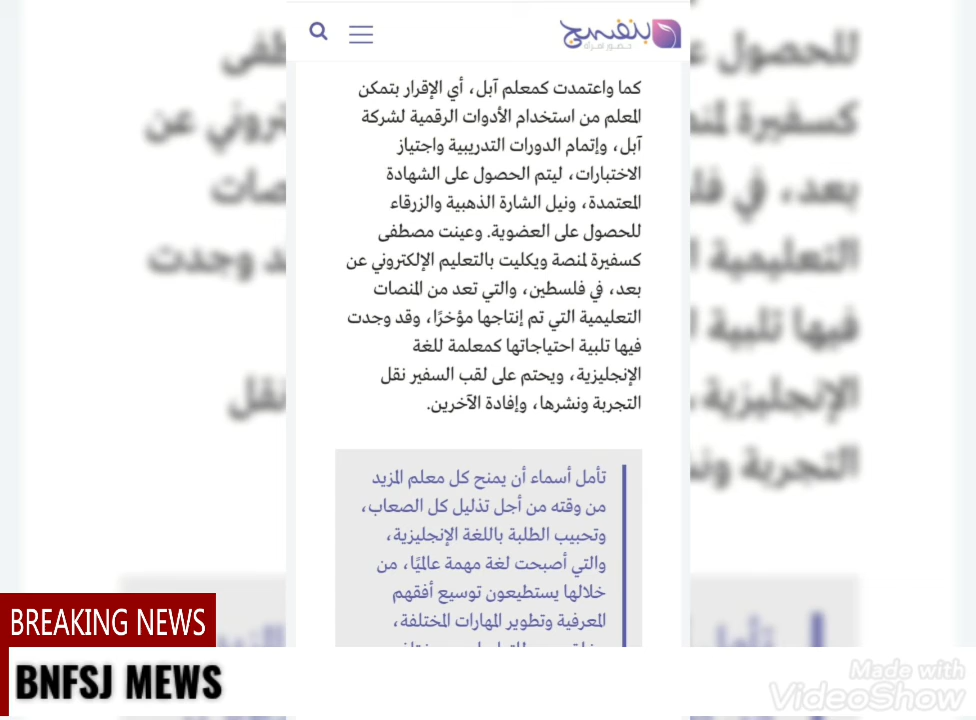 بنفسج
حضور امرأة
كما واعتمدت كمعلم آبل، أي الإقرار بتمكن
المعلم من استخدام الأدوات الرقمية لشركة
آبل، وإتمام الدورات التدريبية واجتياز
الاختبارات، ليتم الحصول على الشهادة
المعتمدة، ونيل الشارة الذهبية والزرقاء
للحصول على العضوية. وعينت مصطفى
كسفيرة لمنصة ويكليت بالتعليم الإلكتروني عن
بعد، في فلسطين، والتي تعد من المنصات
التعليمية التي تم إنتاجها مؤخرًا، وقد وجدت
فيها تلبية احتياجاتها كمعلمة للغة
الإنجليزية، ويحتم على لقب السفير نقل
التجربة ونشرها، وإفادة الآخرين.
تأمل أسماء أن يمنح كل معلم المزيد
من وقته من أجل تذليل كل الصعاب،
وتحبيب الطلبة باللغة الإنجليزية،
والتي أصبحت لغة مهمة عالميًا، من
خلالها يستطيعون توسيع أفقهم
المعرفية وتطوير المهارات المختلفة،
BREAKING NEWS
BNFSJ MEWS
Made with
VideoShow